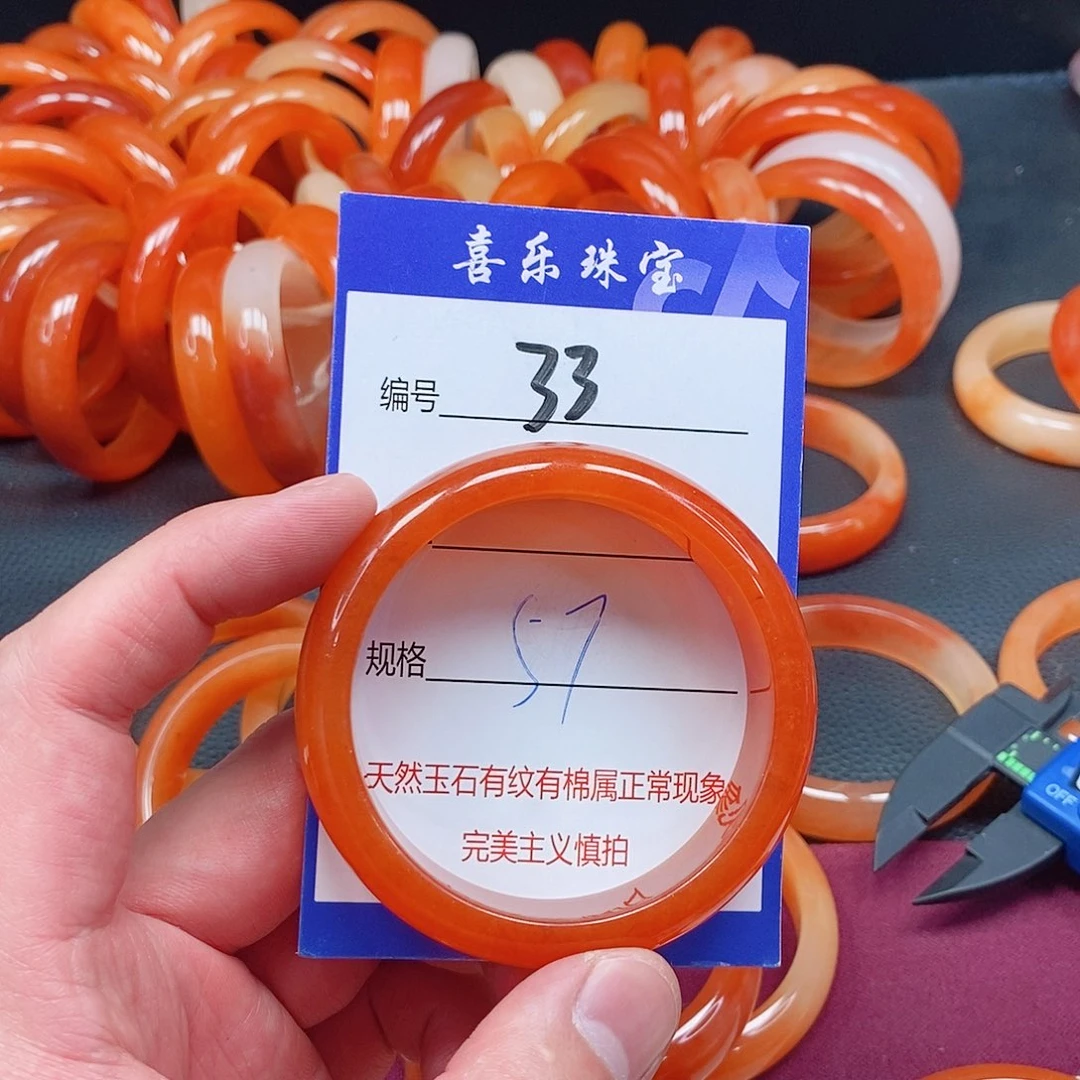 喜乐珠宝
编号 33
规格 57
天然玉石有纹有棉属正常现象
完美主义慎拍
OFF